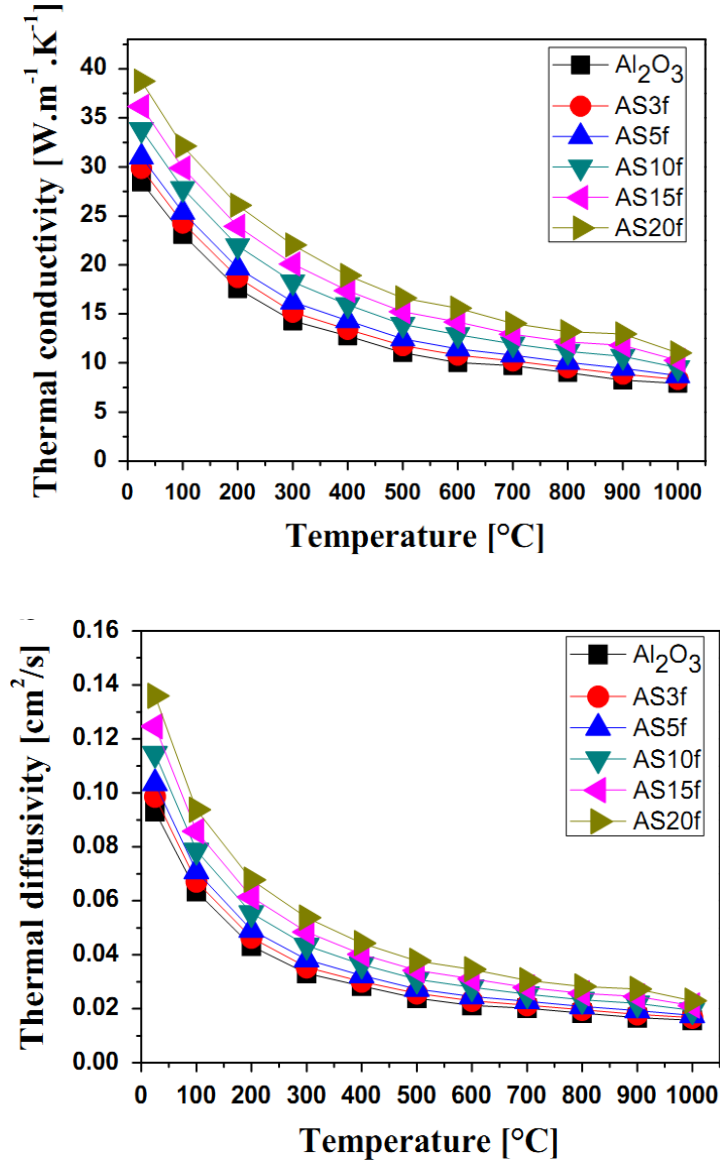 Thermal conductivity [W.m⁻¹.K⁻¹]
40
35
30
25
20
15
10
5
0
Al₂O₃
AS3f
AS5f
AS10f
AS15f
AS20f
0 100 200 300 400 500 600 700 800 900 1000
Temperature [°C]
Thermal diffusivity [cm²/s]
0.16
0.14
0.12
0.10
0.08
0.06
0.04
0.02
0.00
Al₂O₃
AS3f
AS5f
AS10f
AS15f
AS20f
0 100 200 300 400 500 600 700 800 900 1000
Temperature [°C]